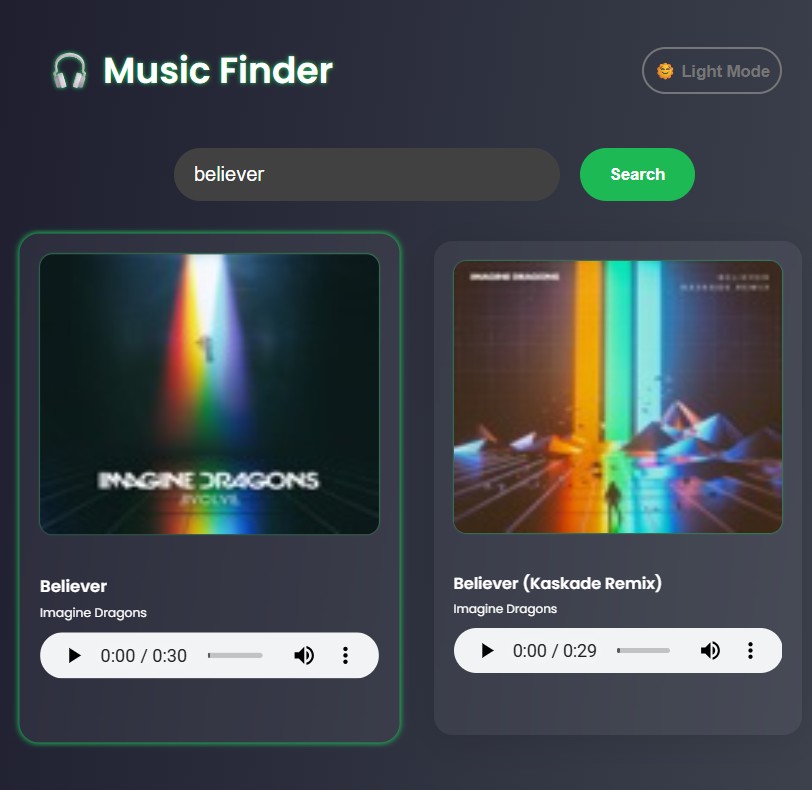 Music Finder
Light Mode
believer
Search
IMAGINE DRAGONS
EVOLVE
IMAGINE DRAGONS
BELIEVER
KASKADE REMIX
Believer
Imagine Dragons
0:00 / 0:30
Believer (Kaskade Remix)
Imagine Dragons
0:00 / 0:29